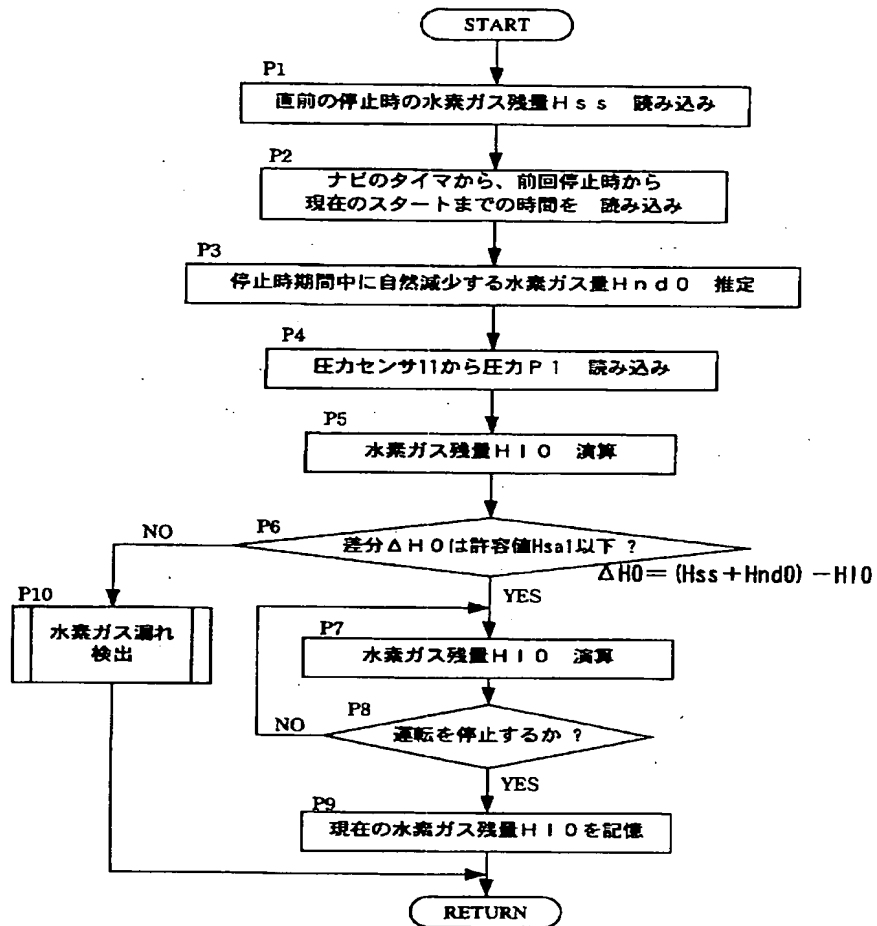 START
P1
直前の停止時の水素ガス残量Hss 読み込み
P2
ナビのタイマから、前回停止時から
現在のスタートまでの時間を 読み込み
P3
停止時期間中に自然減少する水素ガス量Hnd0 推定
P4
圧力センサ11から圧力P1 読み込み
P5
水素ガス残量HI0 演算
P6
NO
差分ΔH0は許容値Hsal以下?
ΔH0=(Hss+Hnd0)-HI0
YES
P10
水素ガス漏れ
検出
P7
水素ガス残量HI0 演算
P8
NO
運転を停止するか?
YES
P9
現在の水素ガス残量HI0を記憶
RETURN